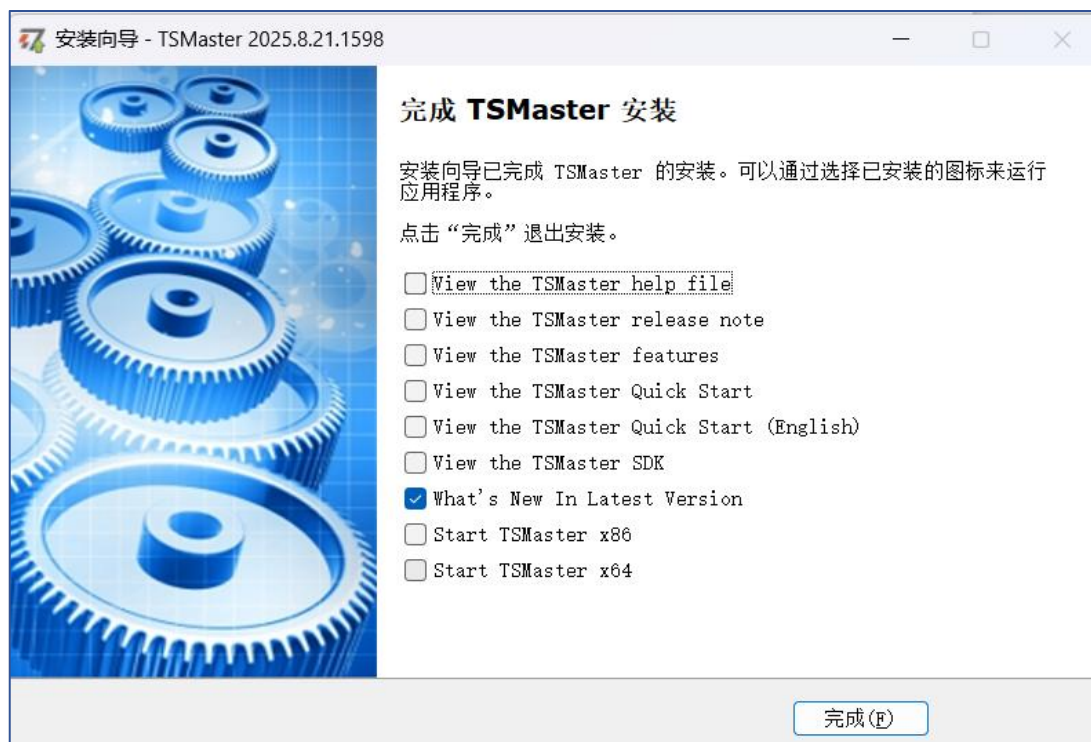 安装向导 - TSMaster 2025.8.21.1598
完成 TSMaster 安装
安装向导已完成 TSMaster 的安装。可以通过选择已安装的图标来运行
应用程序。
点击“完成”退出安装。
View the TSMaster help file
View the TSMaster release note
View the TSMaster features
View the TSMaster Quick Start
View the TSMaster Quick Start (English)
View the TSMaster SDK
What's New In Latest Version
Start TSMaster x86
Start TSMaster x64
完成(F)